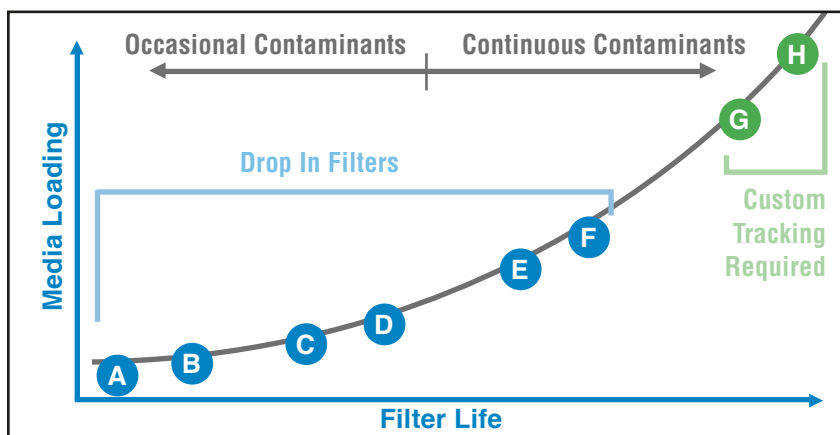 Occasional Contaminants
Continuous Contaminants
H
G
Drop In Filters
Custom
Tracking
Required
F
E
D
C
B
A
Media Loading
Filter Life